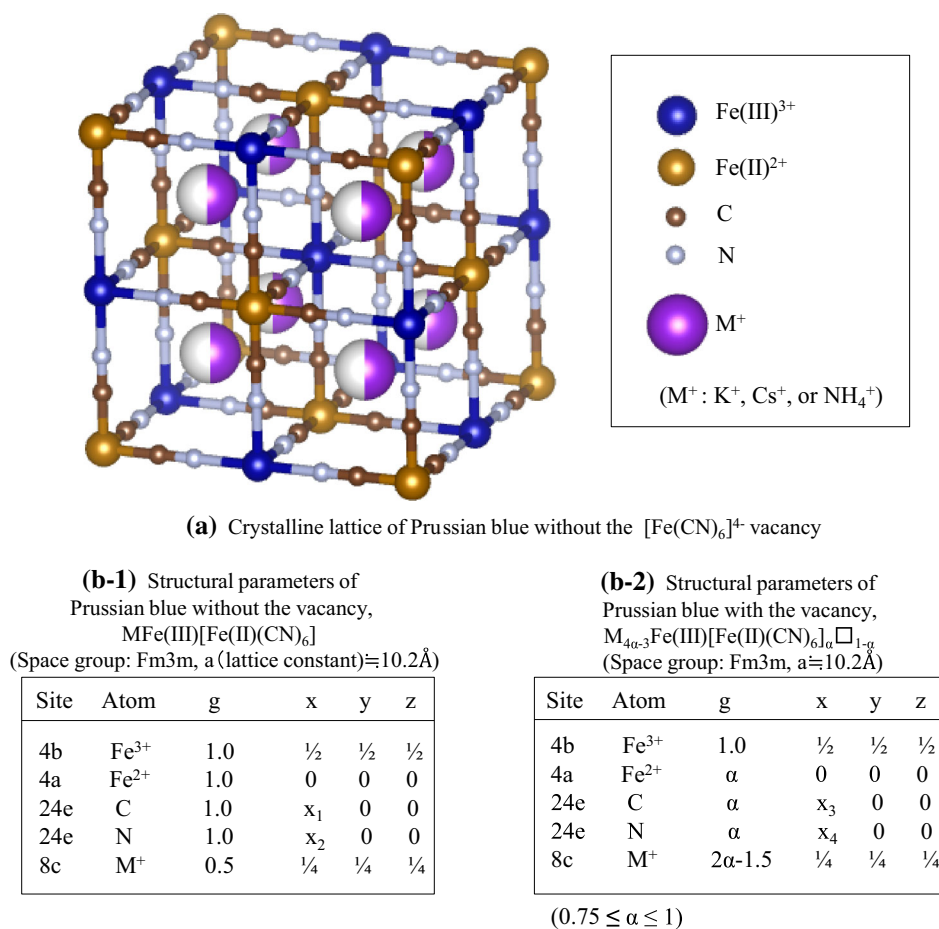 Fe(III)³⁺
Fe(II)²⁺
C
N
M⁺
(M⁺ : K⁺, Cs⁺, or NH₄⁺)
(a) Crystalline lattice of Prussian blue without the [Fe(CN)₆]⁴⁻ vacancy
(b-1) Structural parameters of
Prussian blue without the vacancy,
MFe(III)[Fe(II)(CN)₆]
(Space group: Fm3m, a(lattice constant)≒10.2Å)
Site Atom g x y z
4b Fe³⁺ 1.0 ½ ½ ½
4a Fe²⁺ 1.0 0 0 0
24e C 1.0 x₁ 0 0
24e N 1.0 x₂ 0 0
8c M⁺ 0.5 ¼ ¼ ¼
(b-2) Structural parameters of
Prussian blue with the vacancy,
M₄α₋₃Fe(III)[Fe(II)(CN)₆]α□₁₋α
(Space group: Fm3m, a≒10.2Å)
Site Atom g x y z
4b Fe³⁺ 1.0 ½ ½ ½
4a Fe²⁺ α 0 0 0
24e C α x₃ 0 0
24e N α x₄ 0 0
8c M⁺ 2α-1.5 ¼ ¼ ¼
(0.75 ≤ α ≤ 1)